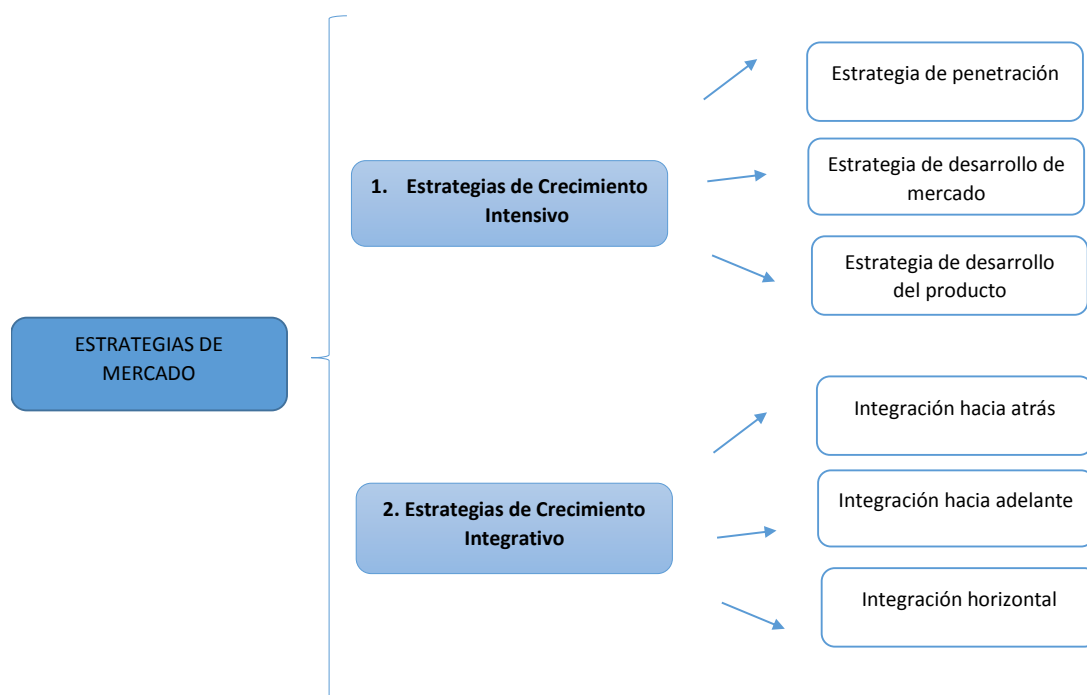 ESTRATEGIAS DE
MERCADO
1. Estrategias de Crecimiento
Intensivo
Estrategia de penetración
Estrategia de desarrollo de
mercado
Estrategia de desarrollo
del producto
2. Estrategias de Crecimiento
Integrativo
Integración hacia atrás
Integración hacia adelante
Integración horizontal